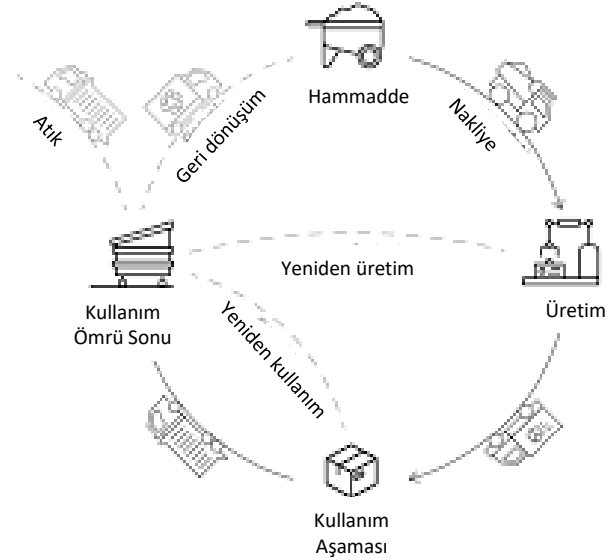 Hammadde
Atık
Geri dönüşüm
Nakliye
Yeniden üretim
Üretim
Kullanım
Ömrü Sonu
Yeniden kullanım
Kullanım
Aşaması